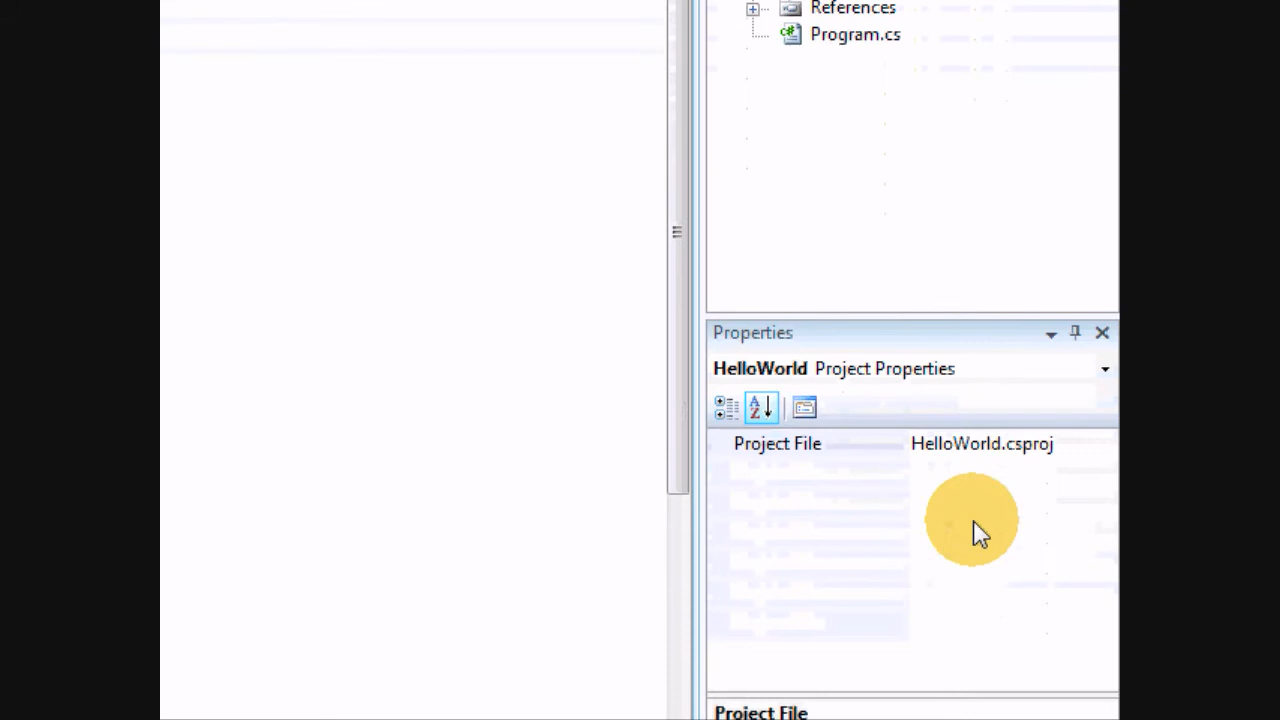 References
Program.cs
Properties
HelloWorld Project Properties
Project File HelloWorld.csproj
Project File